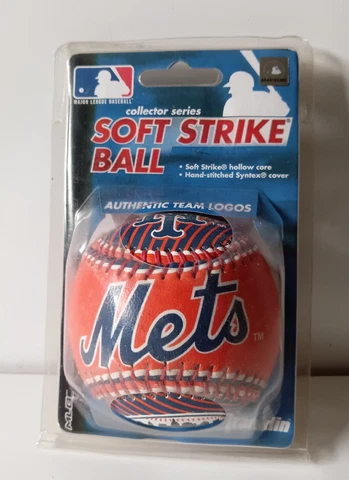 MAJOR LEAGUE BASEBALL
collector series
SOFT STRIKE®
BALL
• Soft Strike® hollow core
• Hand-stitched Syntex® cover
AUTHENTIC TEAM LOGOS
Mets
TM